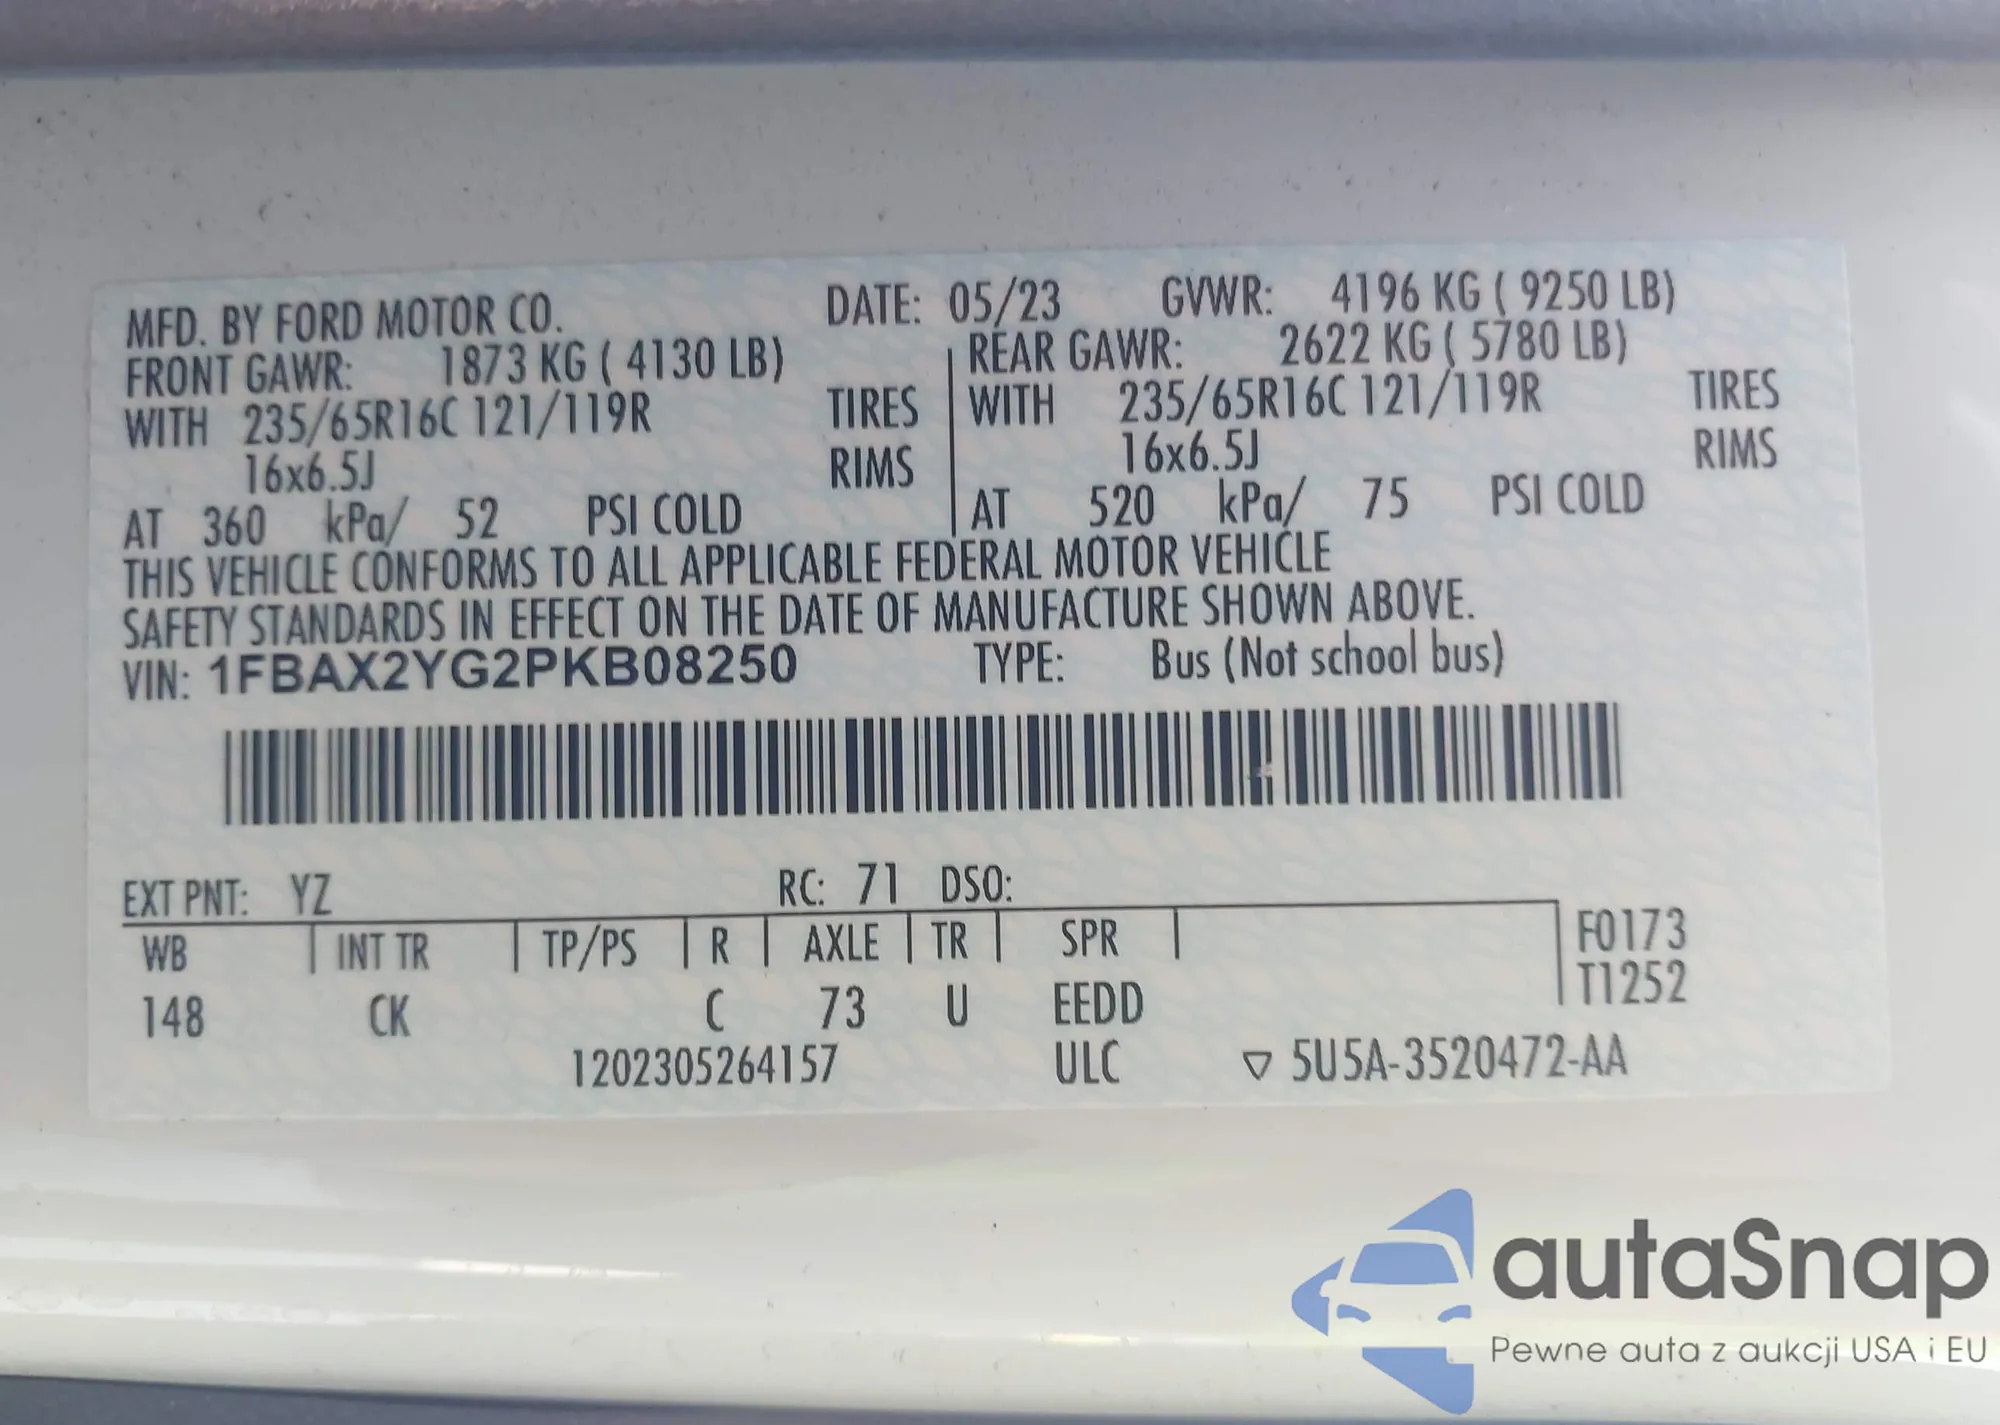 MFD. BY FORD MOTOR CO. DATE: 05/23 GVWR: 4196 KG ( 9250 LB)
FRONT GAWR: 1873 KG ( 4130 LB) REAR GAWR: 2622 KG ( 5780 LB)
WITH 235/65R16C 121/119R TIRES WITH 235/65R16C 121/119R TIRES
16x6.5J RIMS 16x6.5J RIMS
AT 360 kPa/ 52 PSI COLD AT 520 kPa/ 75 PSI COLD
THIS VEHICLE CONFORMS TO ALL APPLICABLE FEDERAL MOTOR VEHICLE
SAFETY STANDARDS IN EFFECT ON THE DATE OF MANUFACTURE SHOWN ABOVE.
VIN: 1FBAX2YG2PKB08250 TYPE: Bus (Not school bus)
EXT PNT: YZ RC: 71 DSO:
WB INT TR TP/PS R AXLE TR SPR F0173
T1252
148 CK C 73 U EEDD
1202305264157 ULC ▽ 5U5A-3520472-AA
autaSnap
Pewne auta z aukcji USA i EU